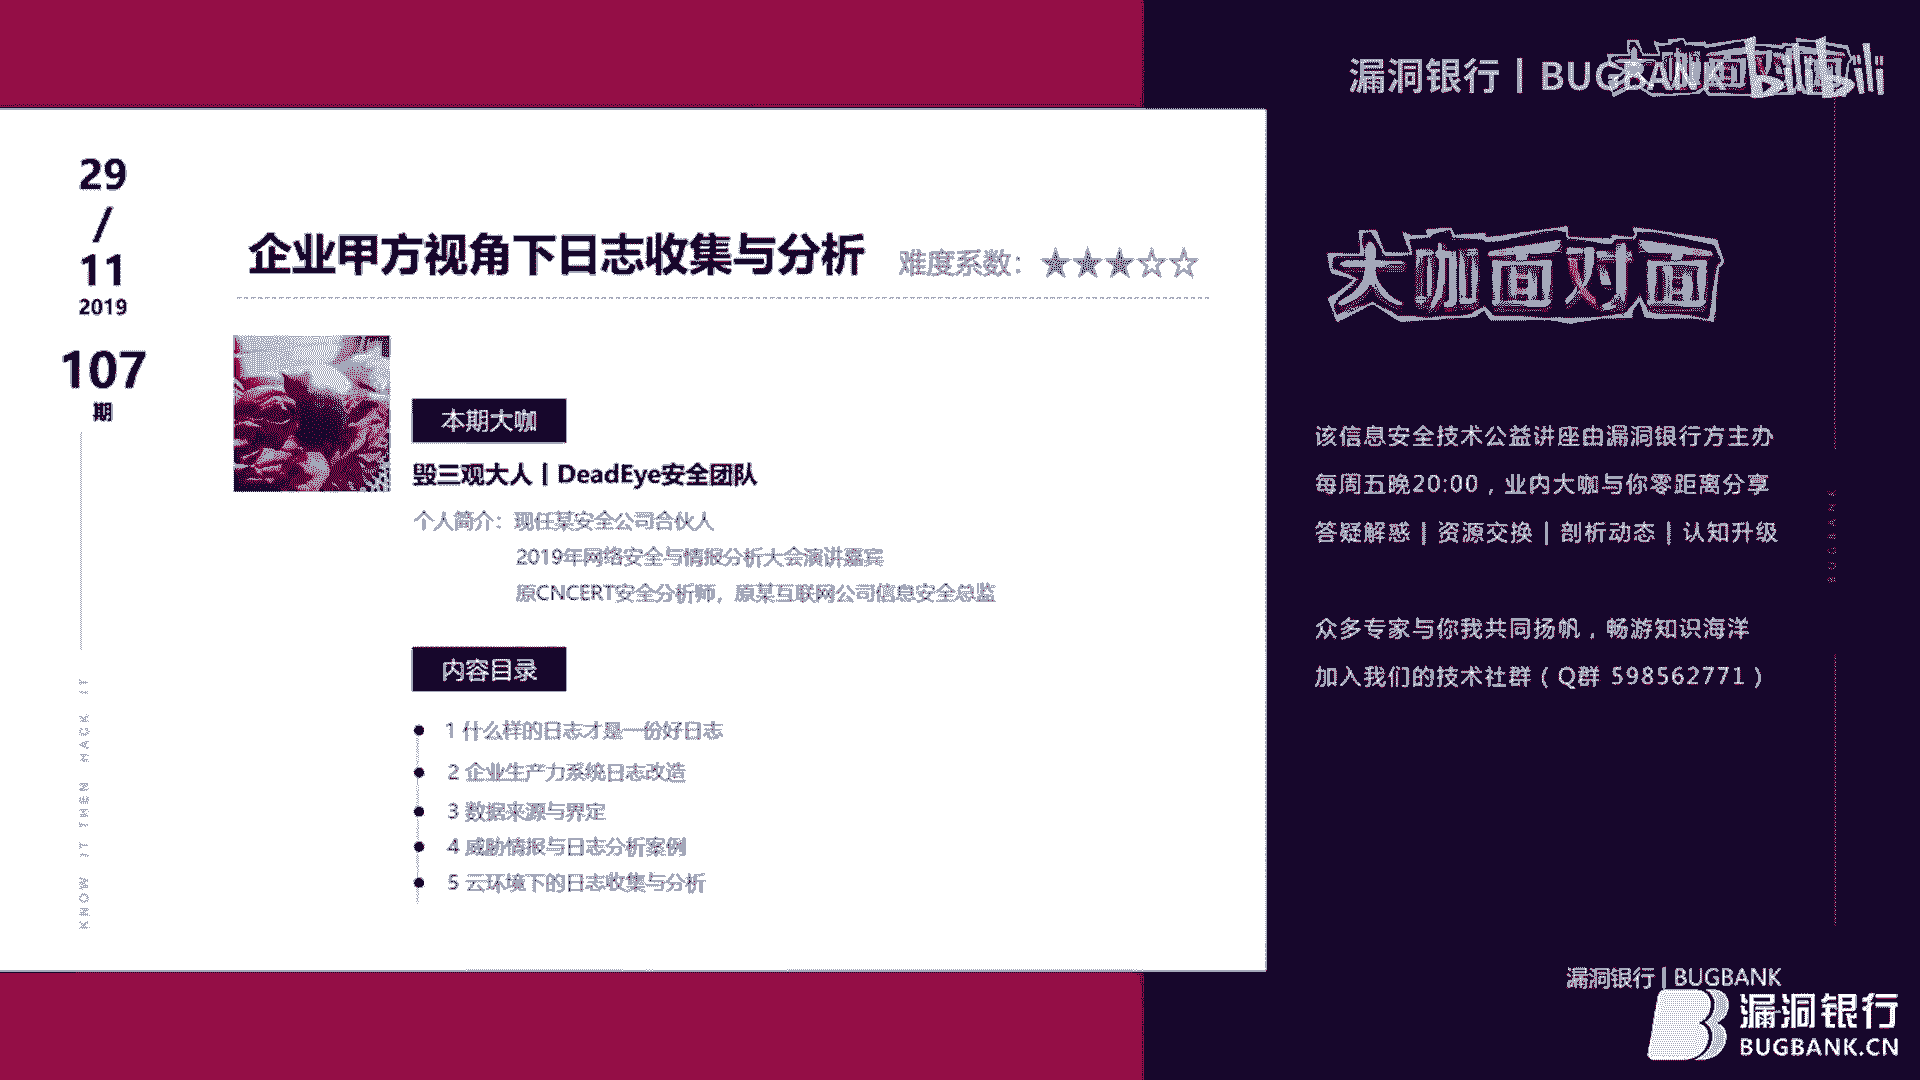 漏洞银行 | BUGBANK
大咖面对面
bilibili
29
/
11
2019
107
期
KNOW IT THEN HACK IT
企业甲方视角下日志收集与分析
难度系数：★★★☆☆
本期大咖
毁三观大人 | DeadEye安全团队
个人简介：现任某安全公司合伙人
2019年网络安全与情报分析大会演讲嘉宾
原CNCERT安全分析师，原某互联网公司信息安全总监
内容目录
1 什么样的日志才是一份好日志
2 企业生产力系统日志改造
3 数据来源与界定
4 威胁情报与日志分析案例
5 云环境下的日志收集与分析
大咖面对面
该信息安全技术公益讲座由漏洞银行方主办
每周五晚20:00，业内大咖与你零距离分享
答疑解惑 | 资源交换 | 剖析动态 | 认知升级
众多专家与你我共同扬帆，畅游知识海洋
加入我们的技术社群（Q群 598562771）
BUGBANK
漏洞银行 | BUGBANK
漏洞银行
BUGBANK.CN